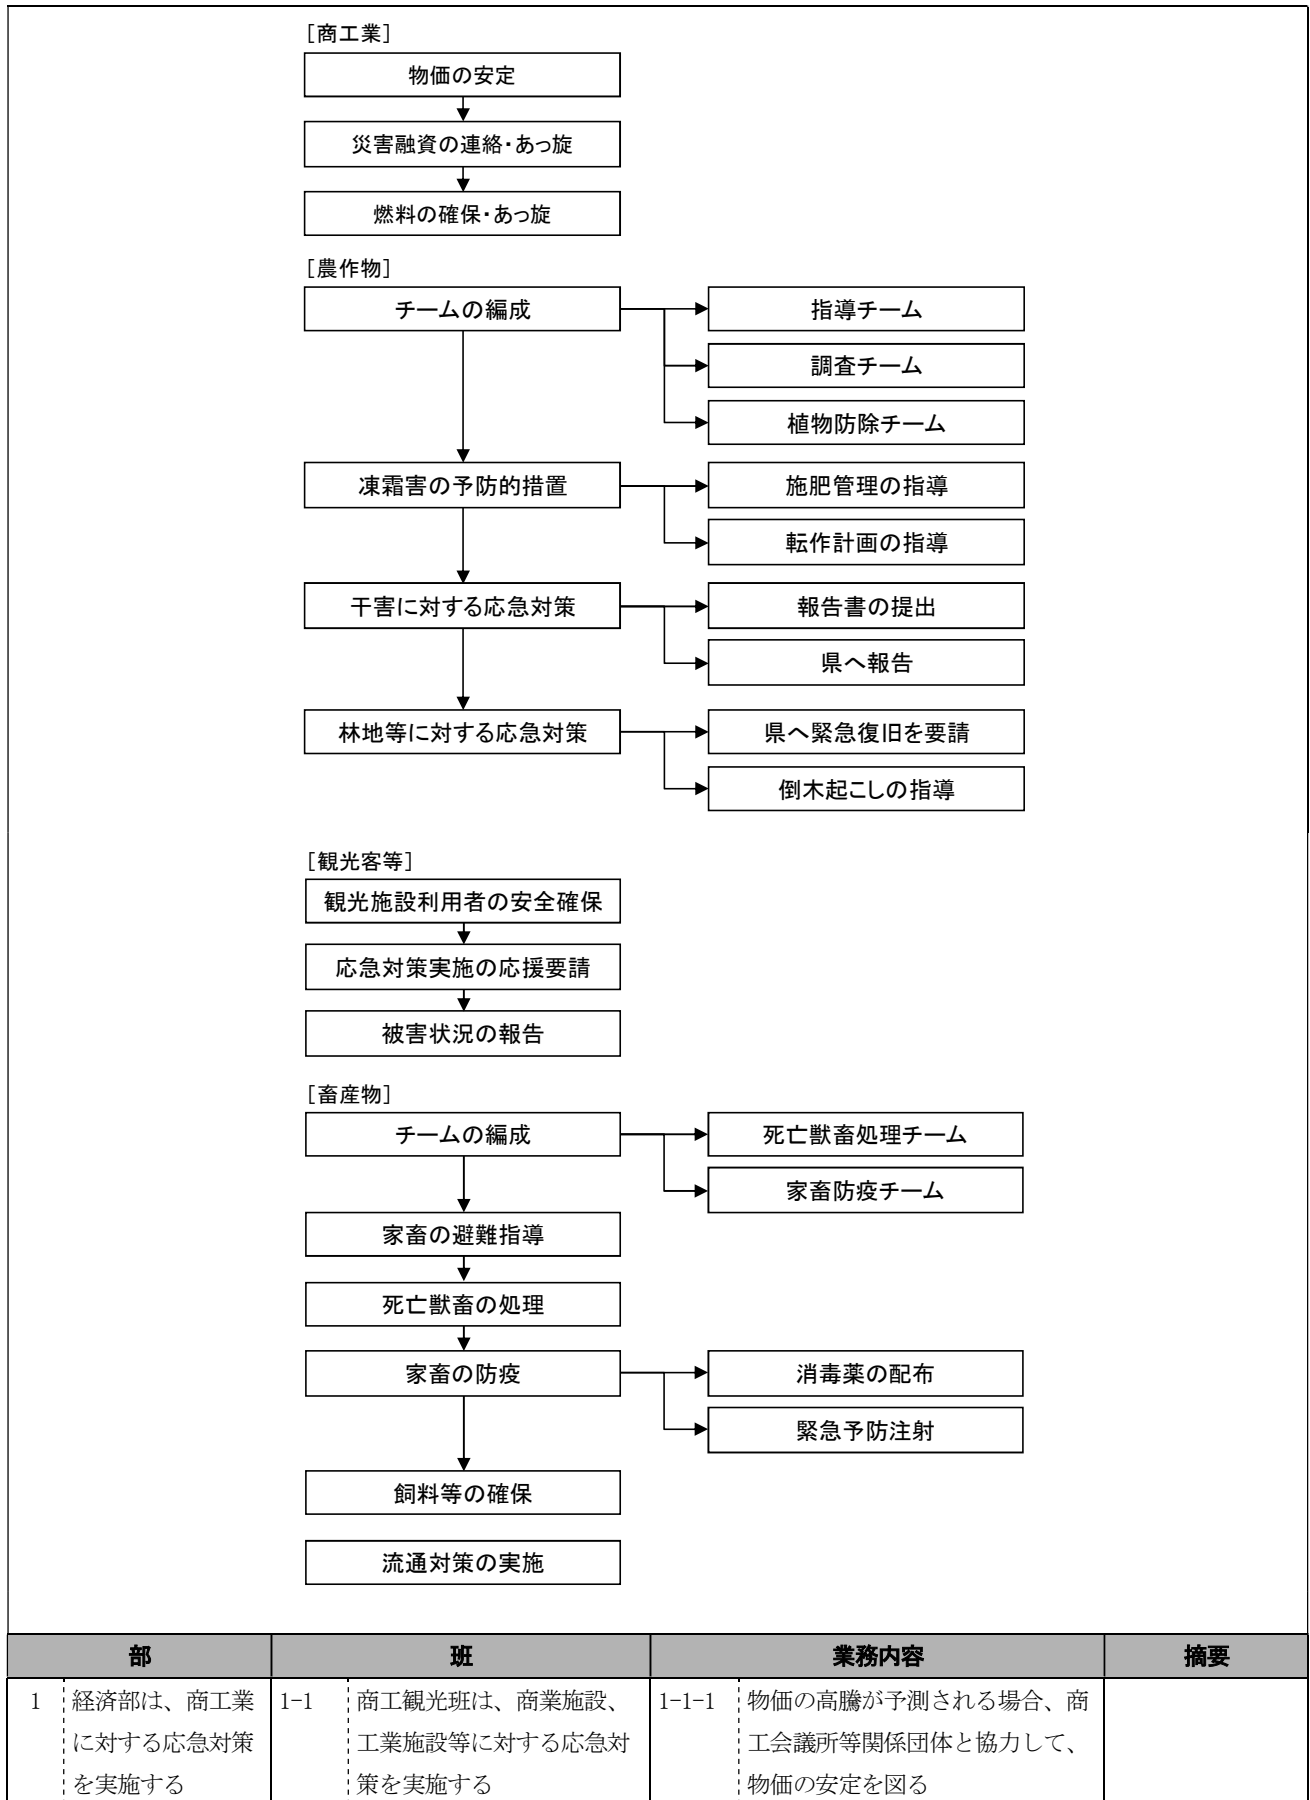 ［商工業］
物価の安定
災害融資の連絡・あっ旋
燃料の確保・あっ旋
［農作物］
チームの編成
指導チーム
調査チーム
植物防除チーム
凍霜害の予防的措置
施肥管理の指導
転作計画の指導
干害に対する応急対策
報告書の提出
県へ報告
林地等に対する応急対策
県へ緊急復旧を要請
倒木起こしの指導
［観光客等］
観光施設利用者の安全確保
応急対策実施の応援要請
被害状況の報告
［畜産物］
チームの編成
死亡獣畜処理チーム
家畜防疫チーム
家畜の避難指導
死亡獣畜の処理
家畜の防疫
消毒薬の配布
緊急予防注射
飼料等の確保
流通対策の実施
部 班 業務内容 摘要
1 経済部は、商工業 1-1 商工観光班は、商業施設、 1-1-1 物価の高騰が予測される場合、商
に対する応急対策 工業施設等に対する応急対 工会議所等関係団体と協力して、
を実施する 策を実施する 物価の安定を図る